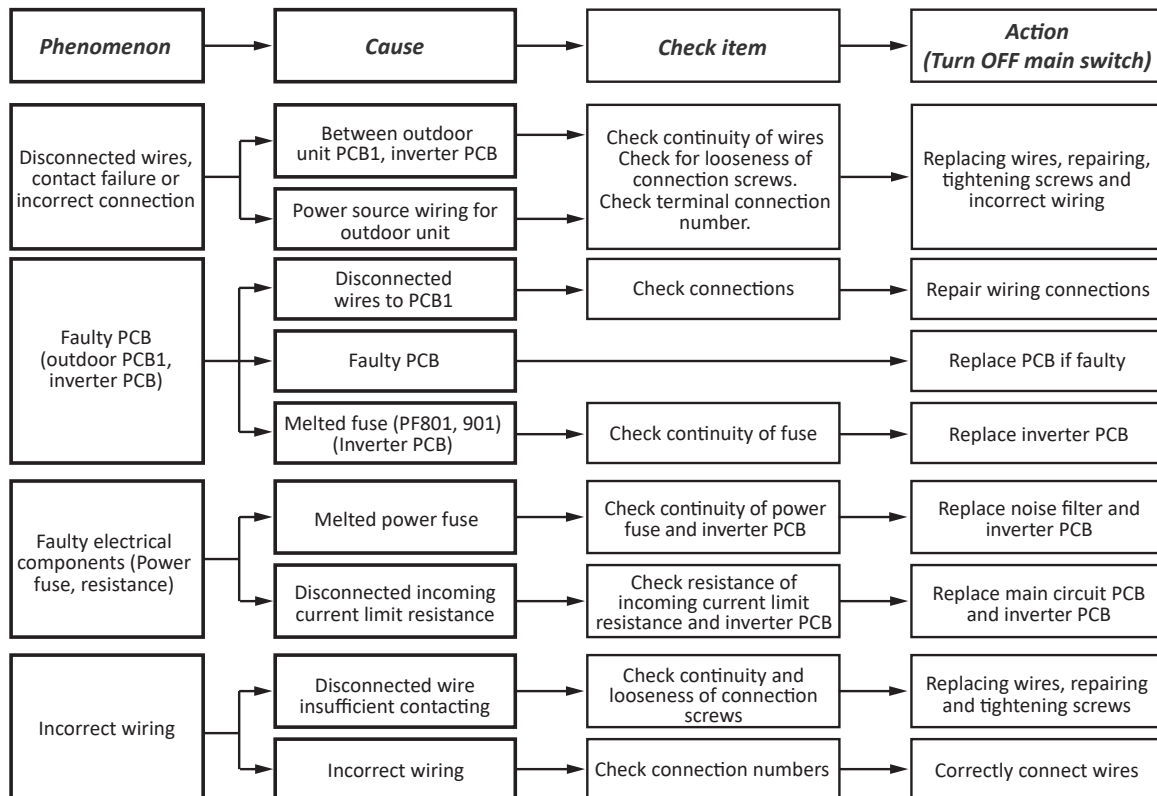 Phenomenon
Cause
Check item
Action
(Turn OFF main switch)
Disconnected wires,
contact failure or
incorrect connection
Between outdoor
unit PCB1, inverter PCB
Power source wiring for
outdoor unit
Check continuity of wires
Check for looseness of
connection screws.
Check terminal connection
number.
Replacing wires, repairing,
tightening screws and
incorrect wiring
Faulty PCB
(outdoor PCB1,
inverter PCB)
Disconnected
wires to PCB1
Check connections
Repair wiring connections
Faulty PCB
Replace PCB if faulty
Melted fuse (PF801, 901)
(Inverter PCB)
Check continuity of fuse
Replace inverter PCB
Faulty electrical
components (Power
fuse, resistance)
Melted power fuse
Check continuity of power
fuse and inverter PCB
Replace noise filter and
inverter PCB
Disconnected incoming
current limit resistance
Check resistance of
incoming current limit
resistance and inverter PCB
Replace main circuit PCB
and inverter PCB
Incorrect wiring
Disconnected wire
insufficient contacting
Check continuity and
looseness of connection
screws
Replacing wires, repairing
and tightening screws
Incorrect wiring
Check connection numbers
Correctly connect wires